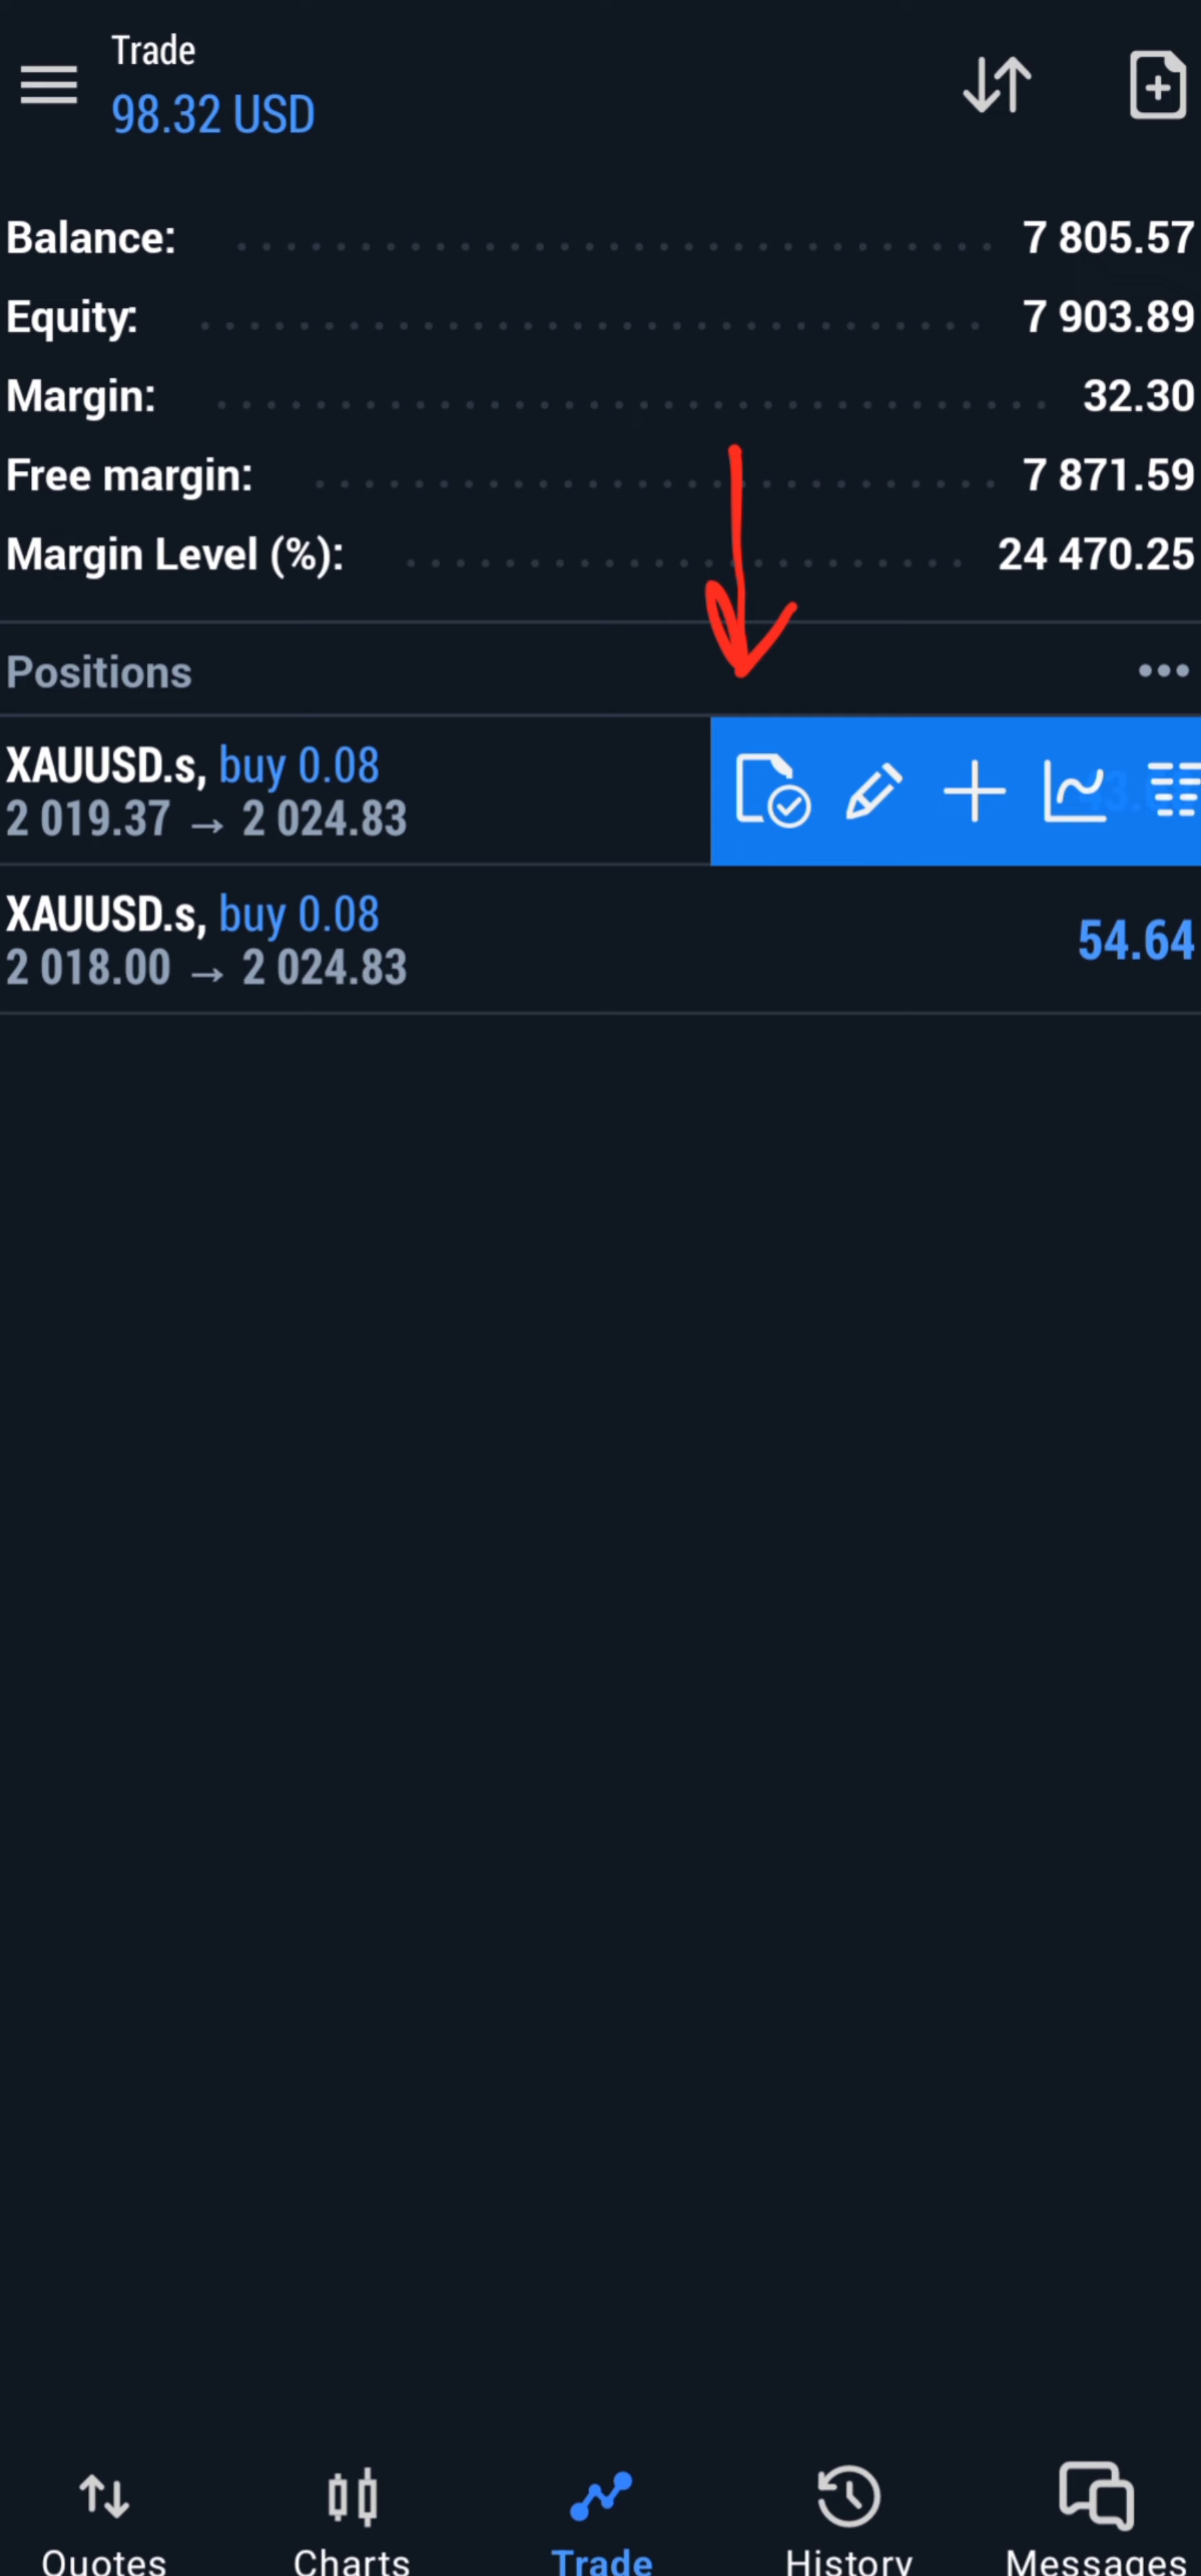 Trade
98.32 USD
Balance: 7 805.57
Equity: 7 903.89
Margin: 32.30
Free margin: 7 871.59
Margin Level (%): 24 470.25
Positions
XAUUSD.s, buy 0.08
2 019.37 → 2 024.83
XAUUSD.s, buy 0.08
2 018.00 → 2 024.83
54.64
Quotes Charts Trade History Messages